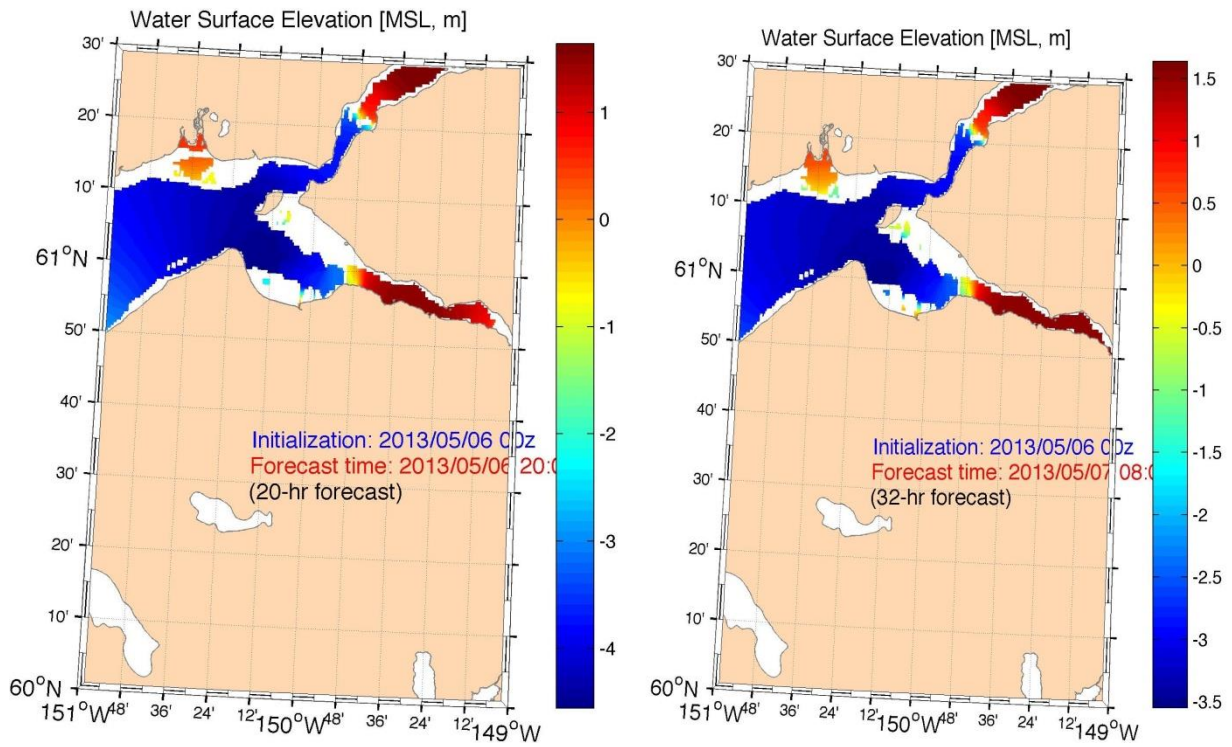 Water Surface Elevation [MSL, m]
30'
20'
10'
61°N
50'
40'
30'
20'
10'
60°N
151°W 48' 36' 24' 12' 150°W 36' 24' 12' 149°W
Initialization: 2013/05/06 00z
Forecast time: 2013/05/06 20:0
(20-hr forecast)
1
0
-1
-2
-3
-4
Water Surface Elevation [MSL, m]
30'
20'
10'
61°N
50'
40'
30'
20'
10'
60°N
151°W 48' 36' 24' 12' 150°W 36' 24' 12' 149°W
Initialization: 2013/05/06 00z
Forecast time: 2013/05/07 08:0
(32-hr forecast)
1.5
1
0.5
0
-0.5
-1
-1.5
-2
-2.5
-3
-3.5